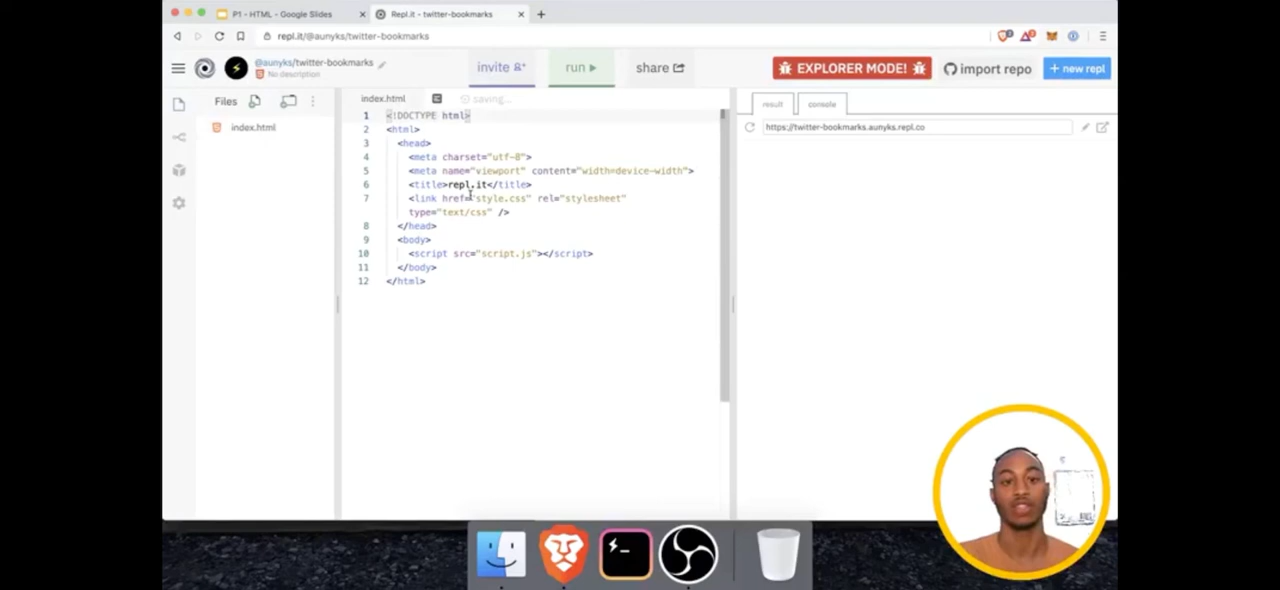 P1 - HTML - Google Slides
Repl.it - twitter-bookmarks
repl.it/@aunyks/twitter-bookmarks
@aunyks/twitter-bookmarks
No description
invite
run
share
EXPLORER MODE!
import repo
+ new repl
Files
index.html
index.html
saving...
result
console
https://twitter-bookmarks.aunyks.repl.co
1 <!DOCTYPE html>
2 <html>
3 <head>
4 <meta charset="utf-8">
5 <meta name="viewport" content="width=device-width">
6 <title>repl.it</title>
7 <link href="style.css" rel="stylesheet"
type="text/css" />
8 </head>
9 <body>
10 <script src="script.js"></script>
11 </body>
12 </html>